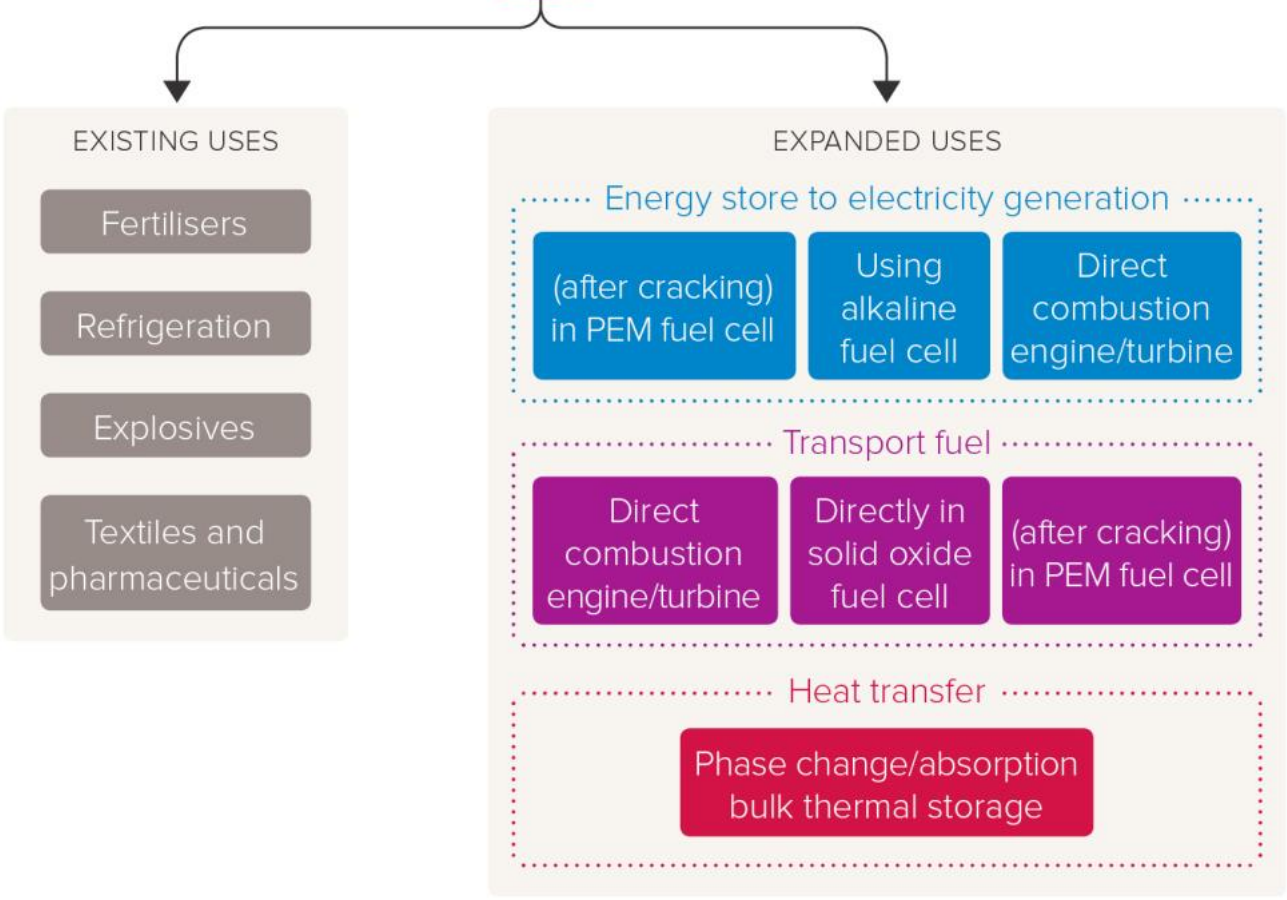 EXISTING USES
Fertilisers
Refrigeration
Explosives
Textiles and
pharmaceuticals
EXPANDED USES
Energy store to electricity generation
(after cracking)
in PEM fuel cell
Using
alkaline
fuel cell
Direct
combustion
engine/turbine
Transport fuel
Direct
combustion
engine/turbine
Directly in
solid oxide
fuel cell
(after cracking)
in PEM fuel cell
Heat transfer
Phase change/absorption
bulk thermal storage